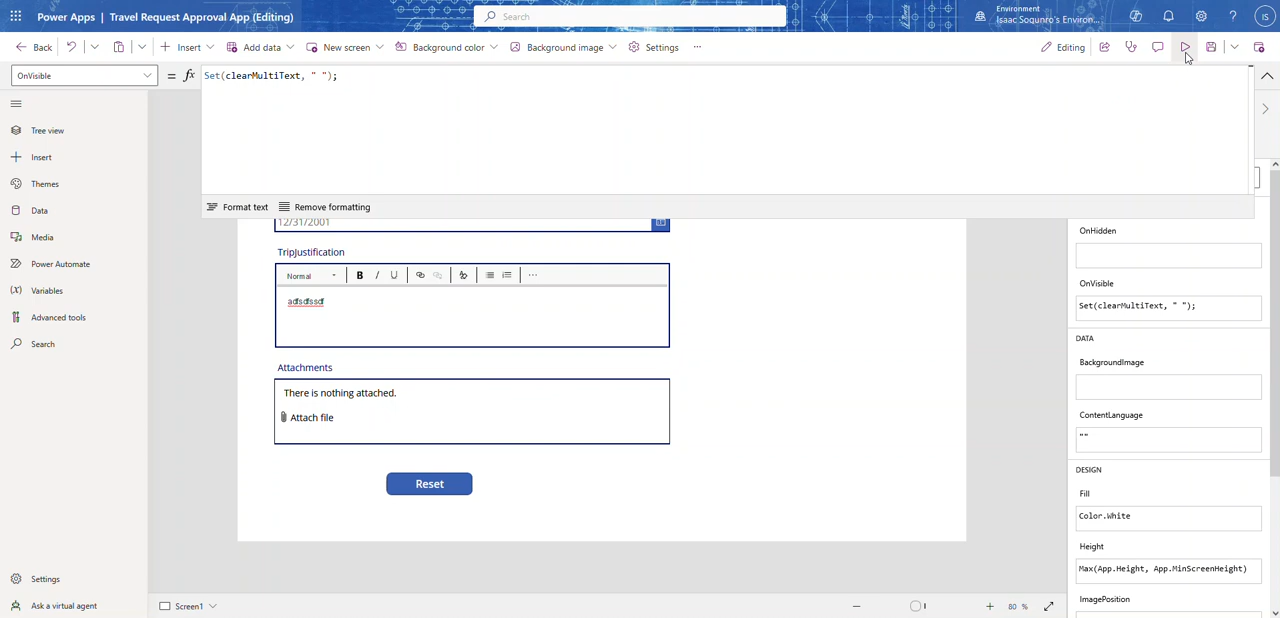 Power Apps | Travel Request Approval App (Editing)
Search
Environment
Isaac Soqunro's Environ...
IS
Back
Insert
Add data
New screen
Background color
Background image
Settings
Editing
OnVisible
= fx
Set(clearMultiText, " ");
Format text
Remove formatting
Tree view
Insert
Themes
Data
Media
Power Automate
Variables
Advanced tools
Search
Settings
Ask a virtual agent
12/31/2001
TripJustification
Normal
B
I
U
...
adfsdfssdf
Attachments
There is nothing attached.
Attach file
Reset
OnHidden
OnVisible
Set(clearMultiText, " ");
DATA
BackgroundImage
ContentLanguage
""
DESIGN
Fill
Color.White
Height
Max(App.Height, App.MinScreenHeight)
ImagePosition
Screen1
80 %